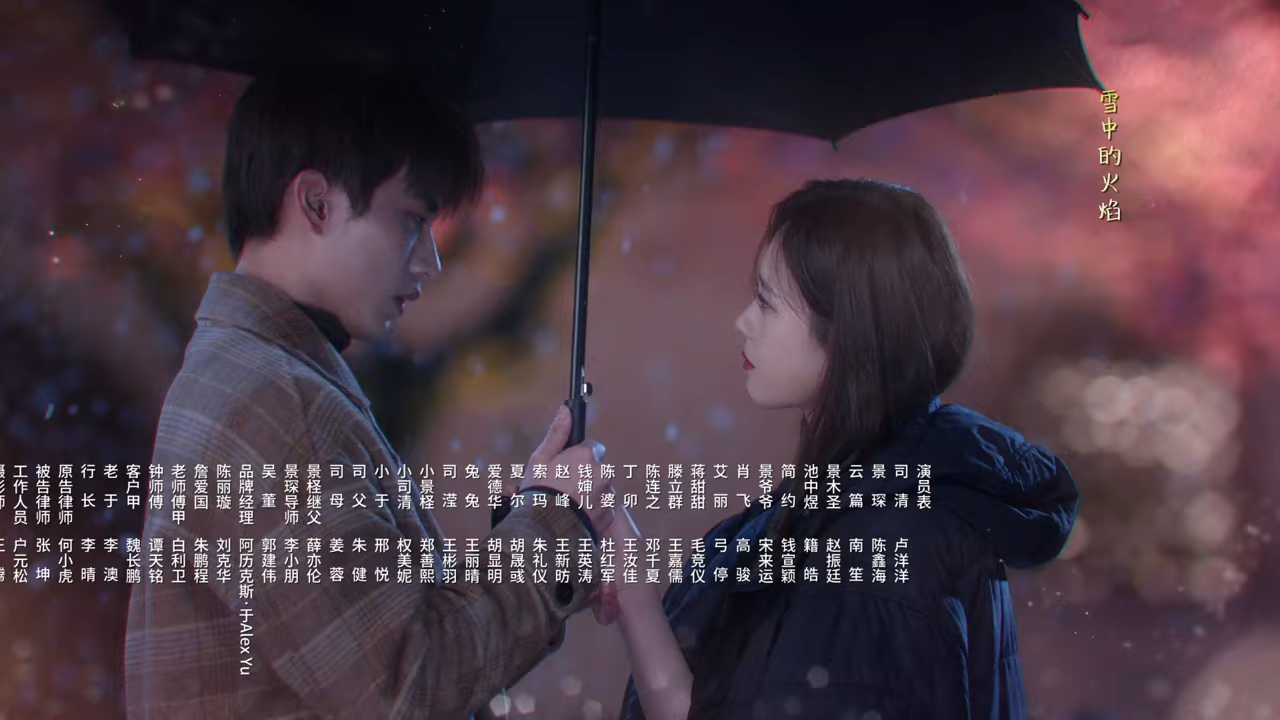 雪中的火焰
演员表
司清 卢洋洋
景琛 陈鑫海
云篇 南笙
景木圣 赵振廷
池中煜 籍皓
简约 钱宣颖
景爷爷 宋来运
肖飞 高骏
艾丽 弓停
蒋甜甜 毛竞仪
滕立群 王嘉儒
陈连之 邓千夏
丁卯 王汝佳
陈婆 杜红军
钱婶儿 王英涛
赵峰 王新昉
索玛 朱礼仪
夏尔 胡晟彧
爱德华 胡显明
兔兔 王丽晴
司滢 王彬羽
小景柽 郑善熙
小司清 权美妮
小于 邢悦
司父 朱健
司母 姜蓉
景柽继父 薛亦伦
景琛导师 李小朋
吴董 郭建伟
品牌经理 阿历克斯·于Alex Yu
陈丽璇 刘克华
詹爱国 朱鹏程
老师傅甲 白利卫
钟师傅 谭天铭
客户甲 魏长鹏
老于 李澳
行长 李晴
原告律师 何小虎
被告律师 张坤
工作人员 户元松